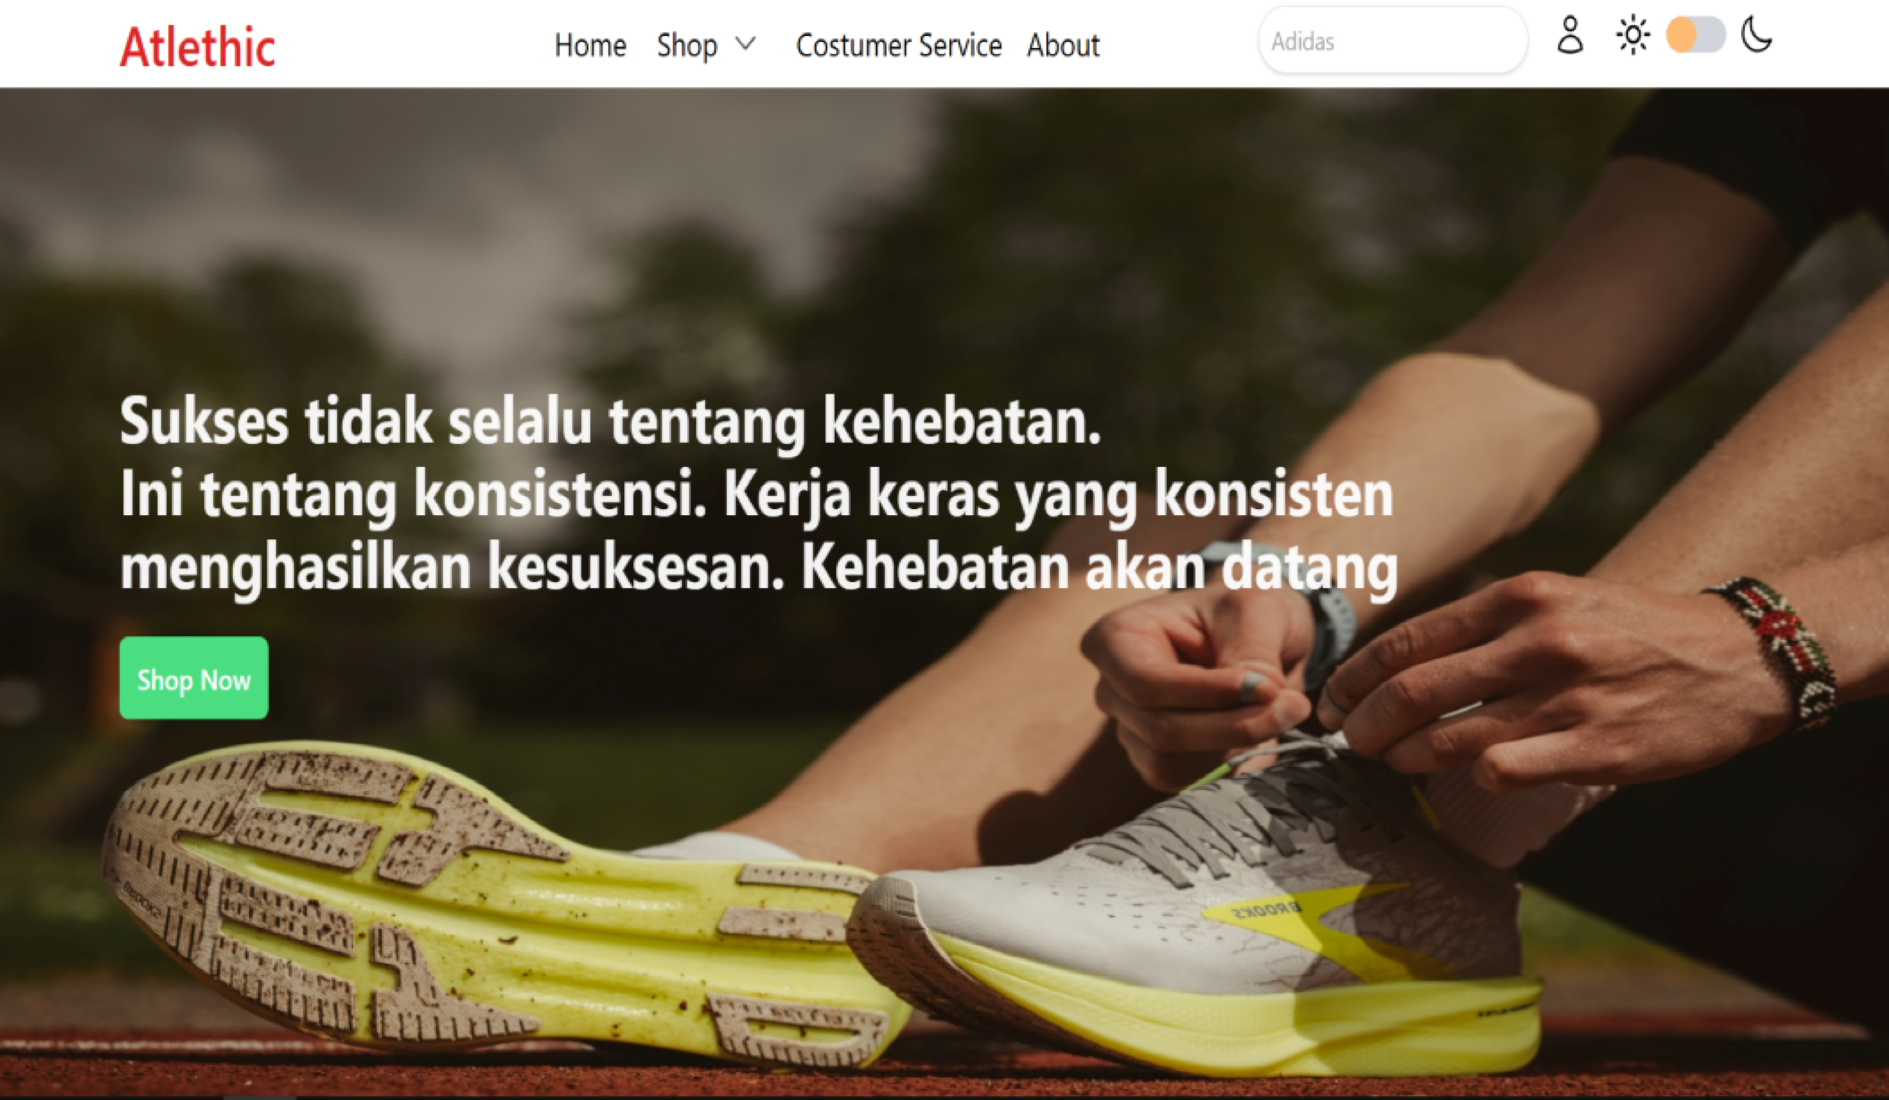 Atlethic
Home Shop Costumer Service About
Adidas
Sukses tidak selalu tentang kehebatan.
Ini tentang konsistensi. Kerja keras yang konsisten
menghasilkan kesuksesan. Kehebatan akan datang
Shop Now
BROOKS
BROOKS